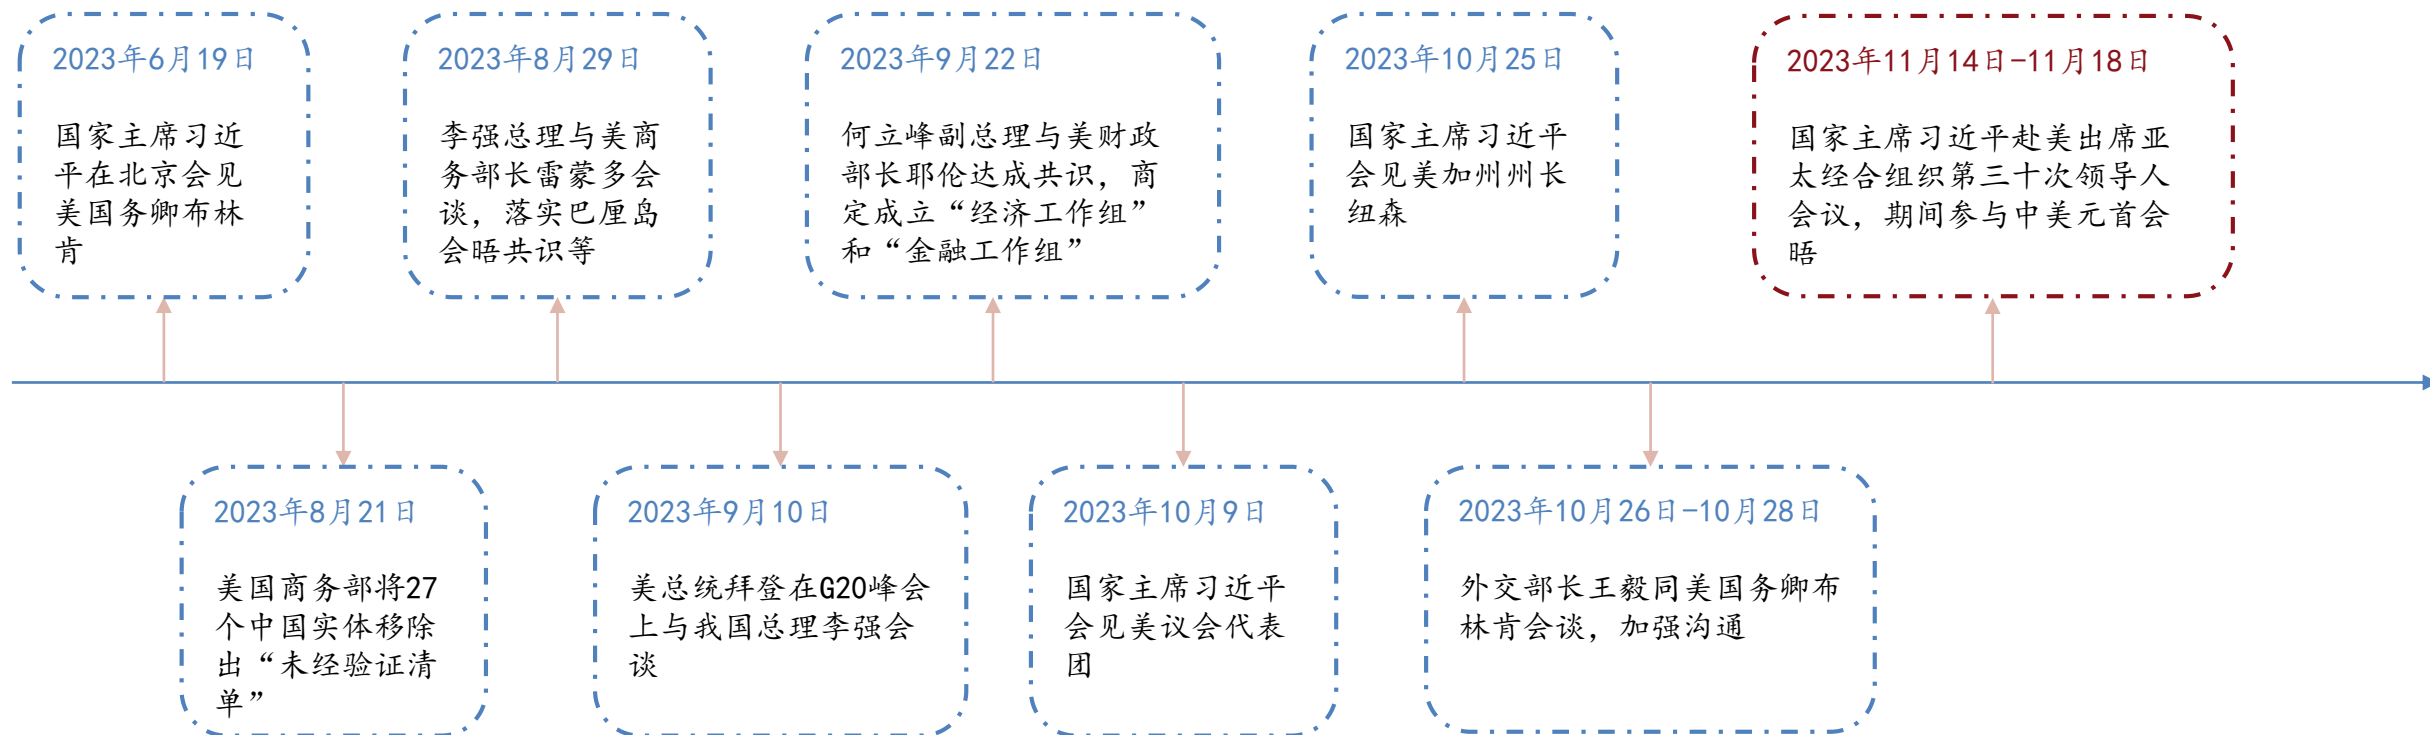 2023年6月19日
国家主席习近
平在北京会见
美国务卿布林
肯
2023年8月29日
李强总理与美商
务部长雷蒙多会
谈，落实巴厘岛
会晤共识等
2023年9月22日
何立峰副总理与美财政
部长耶伦达成共识，商
定成立“经济工作组”
和“金融工作组”
2023年10月25日
国家主席习近平
会见美加州州长
纽森
2023年11月14日-11月18日
国家主席习近平赴美出席亚
太经合组织第三十次领导人
会议，期间参与中美元首会
晤
2023年8月21日
美国商务部将27
个中国实体移除
出“未经验证清
单”
2023年9月10日
美总统拜登在G20峰会
上与我国总理李强会
谈
2023年10月9日
国家主席习近平
会见美议会代表
团
2023年10月26日-10月28日
外交部长王毅同美国务卿布
林肯会谈，加强沟通